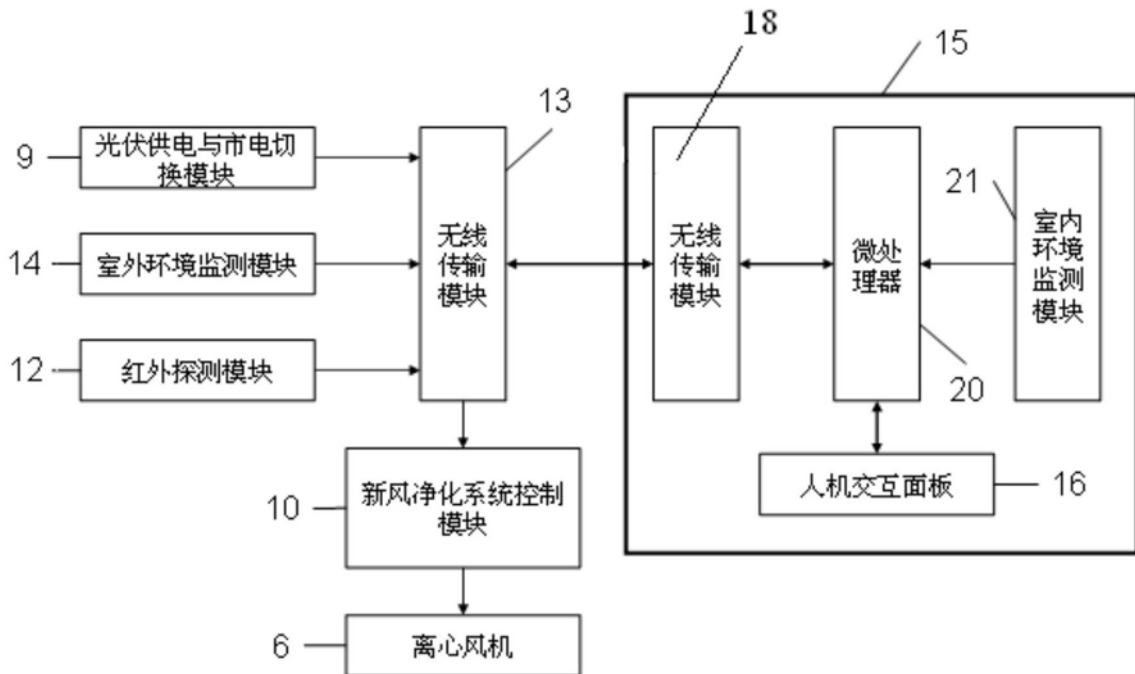 18
15
13
9
光伏供电与市电切
换模块
14
室外环境监测模块
12
红外探测模块
无线
传输
模块
无线
传输
模块
微处
理器
21
室内
环境
监测
模块
20
人机交互面板
16
10
新风净化系统控制
模块
6
离心风机